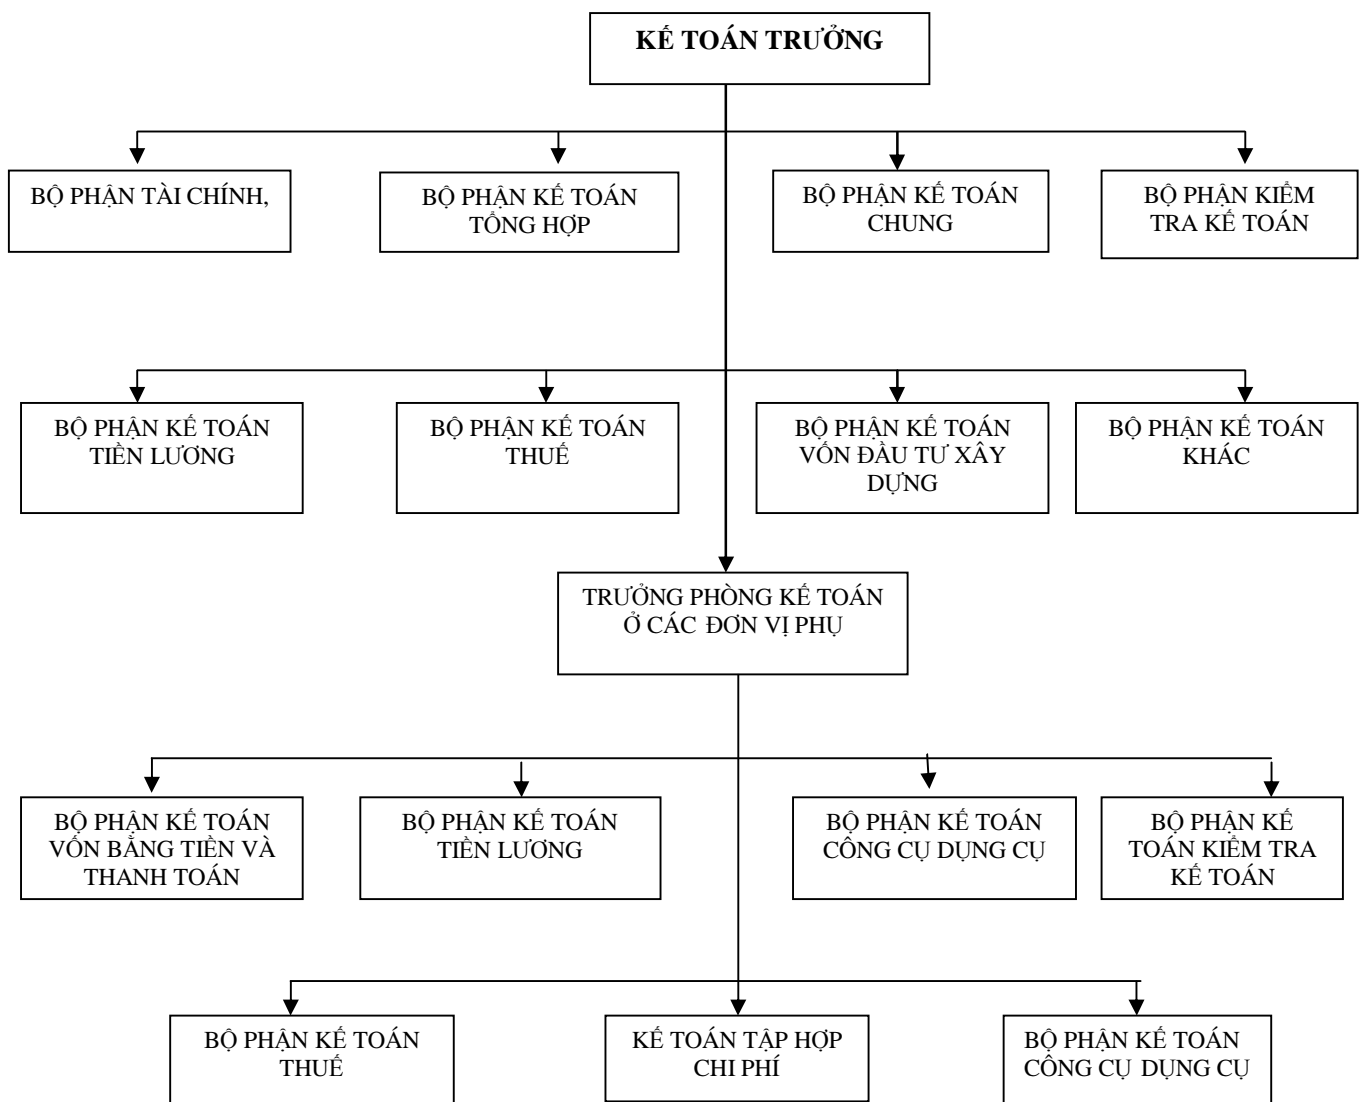 KẾ TOÁN TRƯỞNG
BỘ PHẬN TÀI CHÍNH,
BỘ PHẬN KẾ TOÁN
TỔNG HỢP
BỘ PHẬN KẾ TOÁN
CHUNG
BỘ PHẬN KIỂM
TRA KẾ TOÁN
BỘ PHẬN KẾ TOÁN
TIỀN LƯƠNG
BỘ PHẬN KẾ TOÁN
THUẾ
BỘ PHẬN KẾ TOÁN
VỐN ĐẦU TƯ XÂY
DỰNG
BỘ PHẬN KẾ TOÁN
KHÁC
TRƯỞNG PHÒNG KẾ TOÁN
Ở CÁC ĐƠN VỊ PHỤ
BỘ PHẬN KẾ TOÁN
VỐN BẰNG TIỀN VÀ
THANH TOÁN
BỘ PHẬN KẾ TOÁN
TIỀN LƯƠNG
BỘ PHẬN KẾ TOÁN
CÔNG CỤ DỤNG CỤ
BỘ PHẬN KẾ
TOÁN KIỂM TRA
KẾ TOÁN
BỘ PHẬN KẾ TOÁN
THUẾ
KẾ TOÁN TẬP HỢP
CHI PHÍ
BỘ PHẬN KẾ TOÁN
CÔNG CỤ DỤNG CỤ